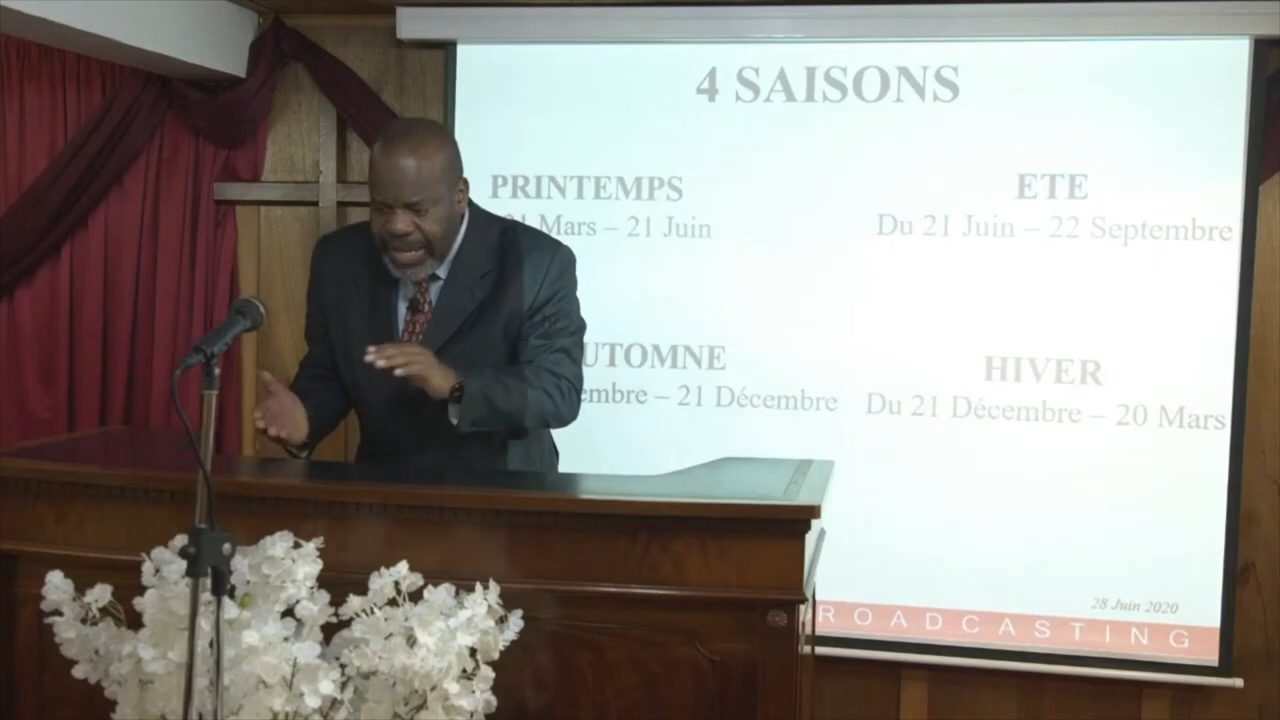 4 SAISONS
PRINTEMPS
21 Mars – 21 Juin
ETE
Du 21 Juin – 22 Septembre
UTOMNE
embre – 21 Décembre
HIVER
Du 21 Décembre – 20 Mars
28 Juin 2020
ROADCASTING